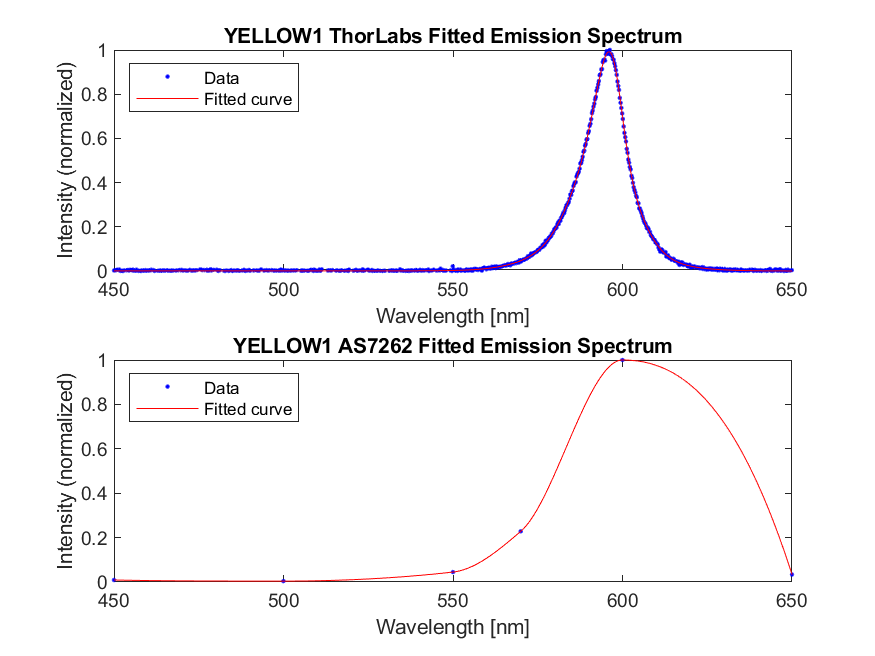 YELLOW1 ThorLabs Fitted Emission Spectrum
Intensity (normalized)
1
0.8
0.6
0.4
0.2
0
Data
Fitted curve
450 500 550 600 650
Wavelength [nm]
YELLOW1 AS7262 Fitted Emission Spectrum
Intensity (normalized)
1
0.8
0.6
0.4
0.2
0
Data
Fitted curve
450 500 550 600 650
Wavelength [nm]